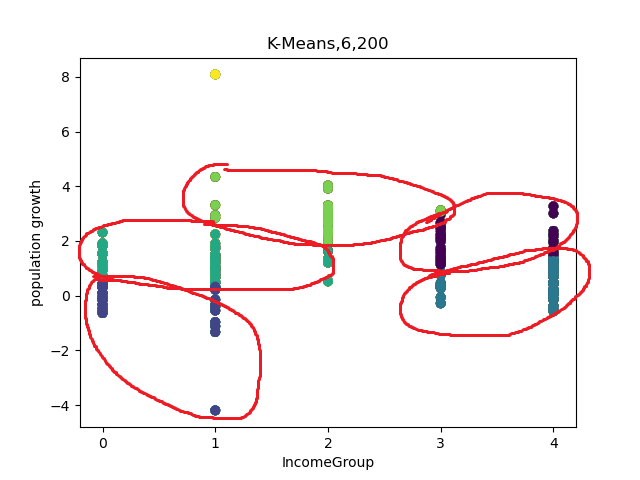 K-Means,6,200
population growth
8
6
4
2
0
−2
−4
0 1 2 3 4
IncomeGroup